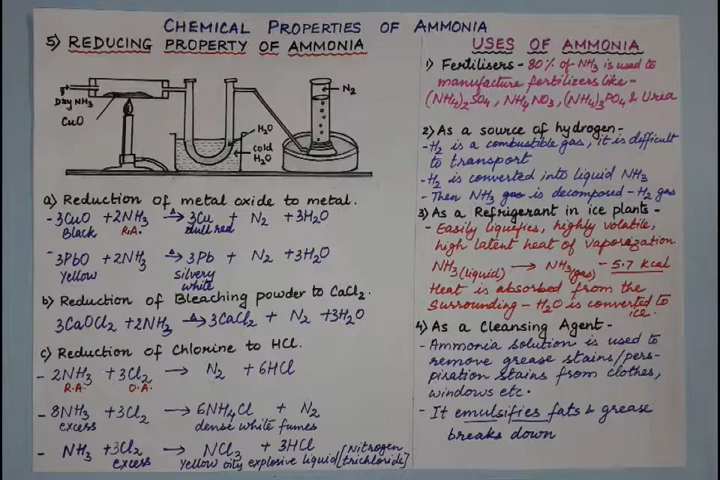 CHEMICAL PROPERTIES OF AMMONIA
5) REDUCING PROPERTY OF AMMONIA
Dry NH3
CuO
N2
H2O
cold
H2O
a) Reduction of metal oxide to metal.
- 3CuO + 2NH3 →Δ 3Cu + N2 + 3H2O
Black R.A. dull red
- 3PbO + 2NH3 →Δ 3Pb + N2 + 3H2O
Yellow silvery
white
b) Reduction of Bleaching powder to CaCl2.
3CaOCl2 + 2NH3 →Δ 3CaCl2 + N2 + 3H2O
c) Reduction of Chlorine to HCl.
- 2NH3 + 3Cl2 → N2 + 6HCl
R.A. O.A.
- 8NH3 + 3Cl2 → 6NH4Cl + N2
excess dense white fumes
- NH3 + 3Cl2 → NCl3 + 3HCl
excess Yellow oily explosive liquid [Nitrogen
trichloride]
USES OF AMMONIA
1) Fertilisers - 80% of NH3 is used to
manufacture fertilizers like -
(NH4)2SO4, NH4NO3, (NH4)3PO4 & Urea
2) As a source of hydrogen -
- H2 is a combustible gas, it is difficult
to transport
- H2 is converted into liquid NH3
- Then NH3 gas is decomposed - H2 gas
3) As a Refrigerant in ice plants -
- Easily liquefies, highly volatile,
high latent heat of vaporization
NH3(liquid) → NH3(gas) - 5.7 Kcal
Heat is absorbed from the
surrounding - H2O is converted to
ice.
4) As a Cleansing Agent -
- Ammonia solution is used to
remove grease stains/pers-
piration stains from clothes,
windows etc.
- It emulsifies fats & grease
breaks down